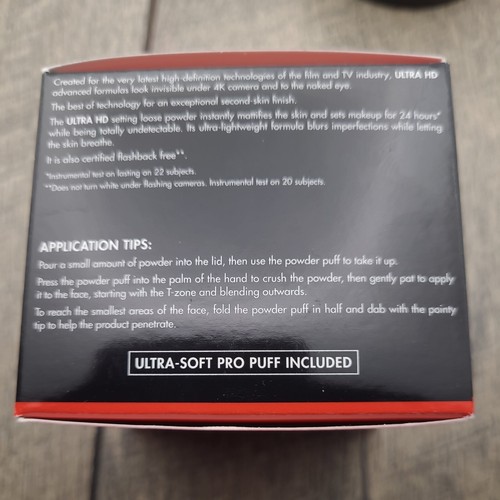 Created for the very latest high-definition technologies of the film and TV industry, ULTRA HD
advanced formulas look invisible under 4K camera and to the naked eye.
The best of technology for an exceptional second-skin finish.
The ULTRA HD setting loose powder instantly mattifies the skin and sets makeup for 24 hours*
while being totally undetectable. Its ultra-lightweight formula blurs imperfections while letting
the skin breathe.
It is also certified flashback free**.
*Instrumental test on lasting on 22 subjects.
**Does not turn white under flashing cameras. Instrumental test on 20 subjects.
APPLICATION TIPS:
Pour a small amount of powder into the lid, then use the powder puff to take it up.
Press the powder puff into the palm of the hand to crush the powder, then gently pat to apply
it to the face, starting with the T-zone and blending outwards.
To reach the smallest areas of the face, fold the powder puff in half and dab with the pointy
tip to help the product penetrate.
ULTRA-SOFT PRO PUFF INCLUDED